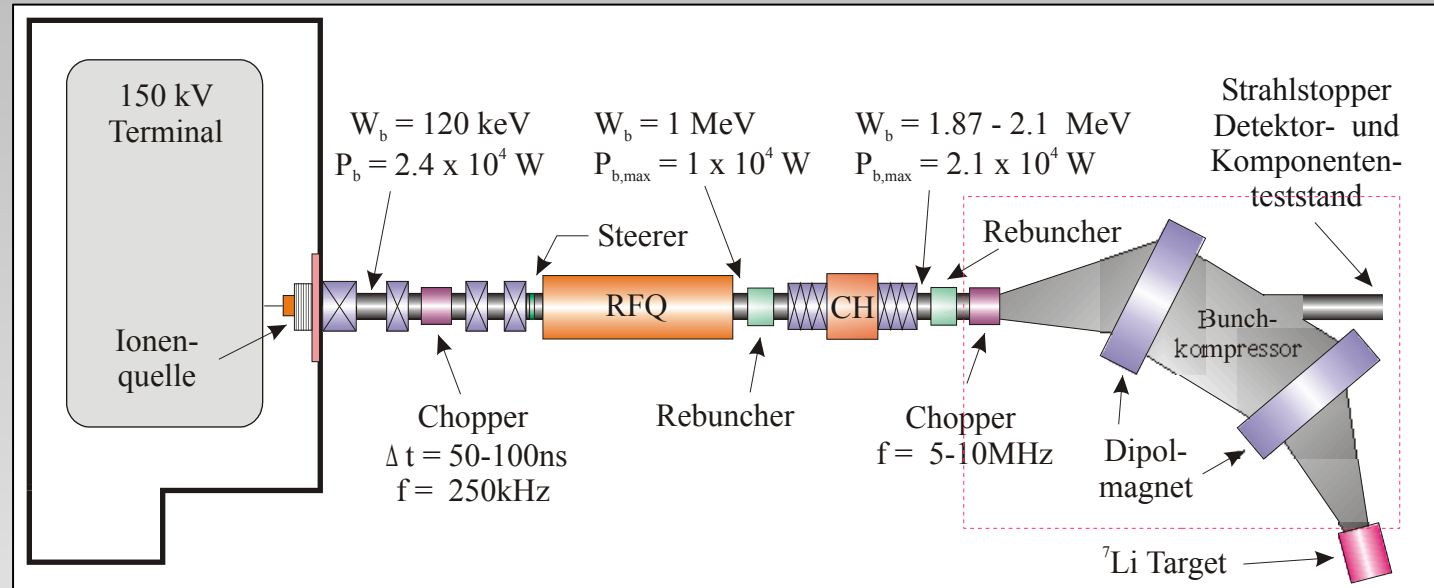 150 kV
Terminal
Ionen-
quelle
W_b = 120 keV
P_b = 2.4 x 10^4 W
W_b = 1 MeV
P_b,max = 1 x 10^4 W
W_b = 1.87 - 2.1 MeV
P_b,max = 2.1 x 10^4 W
Strahlstopper
Detektor- und
Komponenten-
teststand
Steerer
Rebuncher
RFQ
CH
Bunch-
kompressor
Chopper
Δ t = 50-100ns
f = 250kHz
Rebuncher
Chopper
f = 5-10MHz
Dipol-
magnet
⁷Li Target